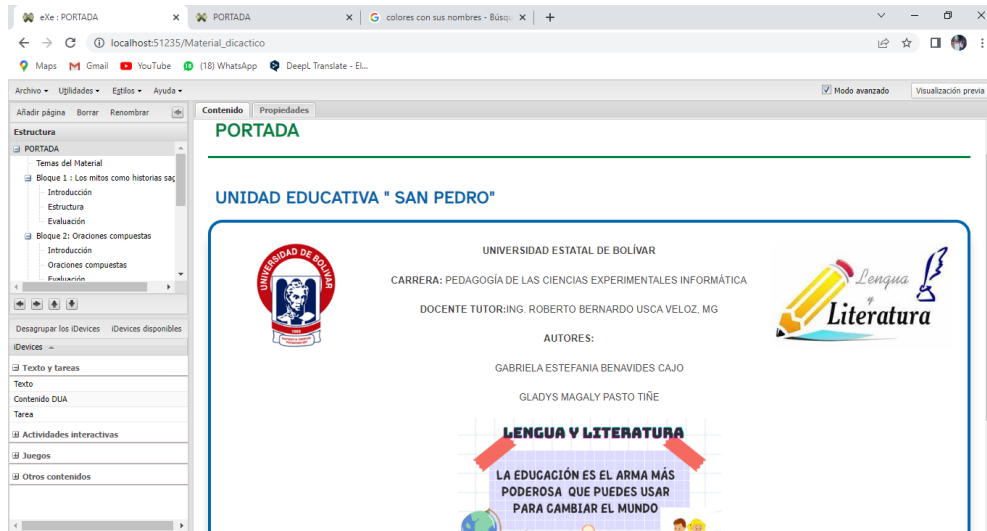 eXe : PORTADA
PORTADA
colores con sus nombres - Búsqu
localhost:51235/Material_dicactico
Maps
Gmail
YouTube
(18) WhatsApp
DeepL Translate - El...
Archivo
Utilidades
Estilos
Ayuda
Modo avanzado
Visualización previa
Añadir página
Borrar
Renombrar
Contenido
Propiedades
Estructura
PORTADA
Temas del Material
Bloque 1 : Los mitos como historias sag
Introducción
Estructura
Evaluación
Bloque 2: Oraciones compuestas
Introducción
Oraciones compuestas
Evaluación
Desagrupar los iDevices
iDevices disponibles
iDevices
Texto y tareas
Texto
Contenido DUA
Tarea
Actividades interactivas
Juegos
Otros contenidos
PORTADA
UNIDAD EDUCATIVA " SAN PEDRO"
UNIVERSIDAD DE BOLIVAR
UNIVERSIDAD ESTATAL DE BOLÍVAR
CARRERA: PEDAGOGÍA DE LAS CIENCIAS EXPERIMENTALES INFORMÁTICA
DOCENTE TUTOR:ING. ROBERTO BERNARDO USCA VELOZ, MG
AUTORES:
GABRIELA ESTEFANIA BENAVIDES CAJO
GLADYS MAGALY PASTO TIÑE
Lengua
y
Literatura
LENGUA Y LITERATURA
LA EDUCACIÓN ES EL ARMA MÁS
PODEROSA QUE PUEDES USAR
PARA CAMBIAR EL MUNDO